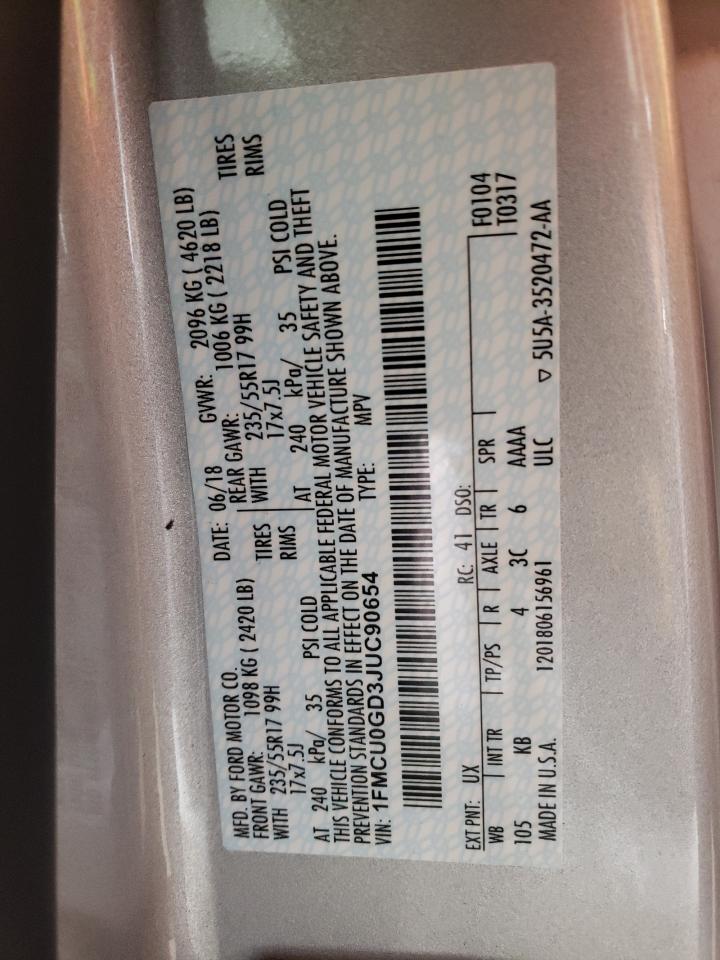 MFD. BY FORD MOTOR CO. DATE: 06/18 GVWR: 2096 KG ( 4620 LB)
FRONT GAWR: 1098 KG ( 2420 LB) REAR GAWR: 1006 KG ( 2218 LB)
WITH 235/55R17 99H TIRES WITH 235/55R17 99H TIRES
17x7.5J RIMS 17x7.5J RIMS
AT 240 kPa/ 35 PSI COLD AT 240 kPa/ 35 PSI COLD
THIS VEHICLE CONFORMS TO ALL APPLICABLE FEDERAL MOTOR VEHICLE SAFETY AND THEFT
PREVENTION STANDARDS IN EFFECT ON THE DATE OF MANUFACTURE SHOWN ABOVE.
VIN: 1FMCU0GD3JUC90654 TYPE: MPV
EXT PNT: UX RC: 41 DSO: F0104
WB INT TR TP/PS R AXLE TR SPR T0317
105 KB 4 3C 6 AAAA
MADE IN U.S.A. 1201806156961 ULC ▽ 5U5A-3520472-AA